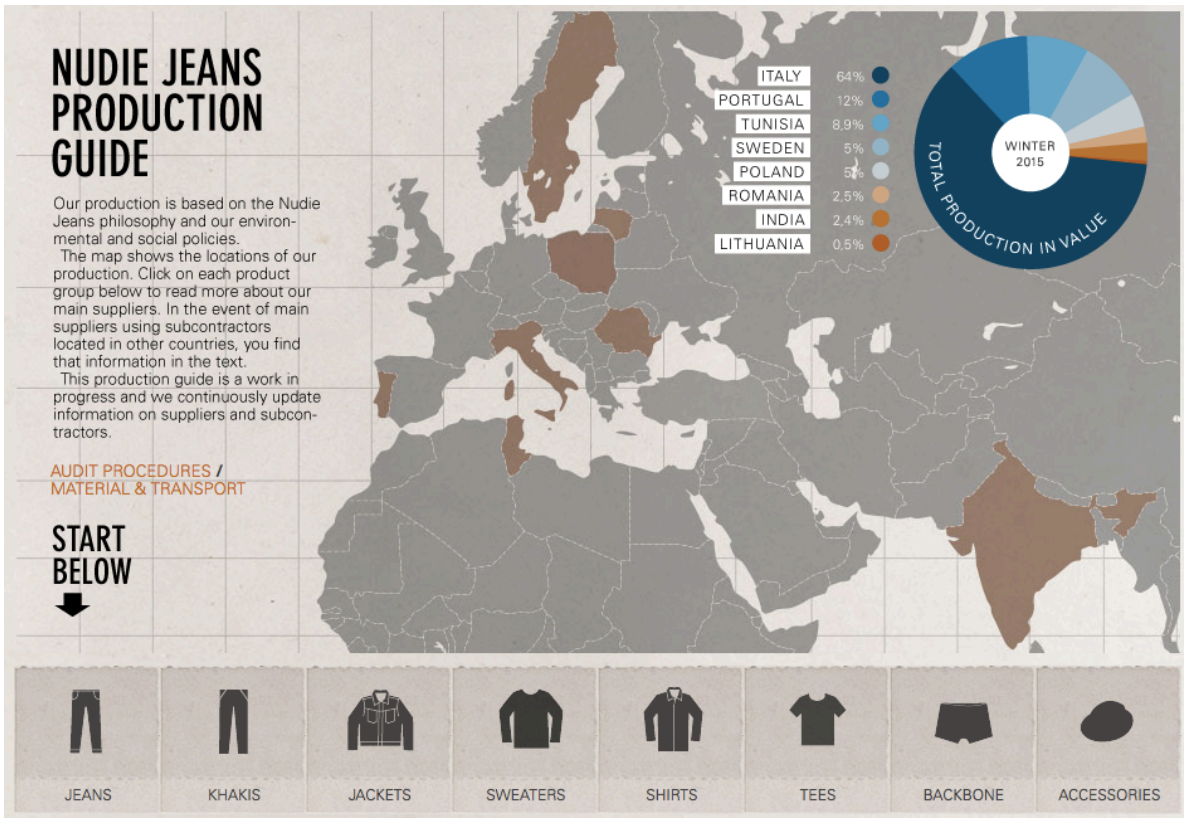 NUDIE JEANS
PRODUCTION
GUIDE
Our production is based on the Nudie
Jeans philosophy and our environ-
mental and social policies.
The map shows the locations of our
production. Click on each product
group below to read more about our
main suppliers. In the event of main
suppliers using subcontractors
located in other countries, you find
that information in the text.
This production guide is a work in
progress and we continuously update
information on suppliers and subcon-
tractors.
AUDIT PROCEDURES /
MATERIAL & TRANSPORT
START
BELOW
ITALY 64%
PORTUGAL 12%
TUNISIA 8,9%
SWEDEN 5%
POLAND 5%
ROMANIA 2,5%
INDIA 2,4%
LITHUANIA 0,5%
WINTER
2015
TOTAL PRODUCTION IN VALUE
JEANS
KHAKIS
JACKETS
SWEATERS
SHIRTS
TEES
BACKBONE
ACCESSORIES